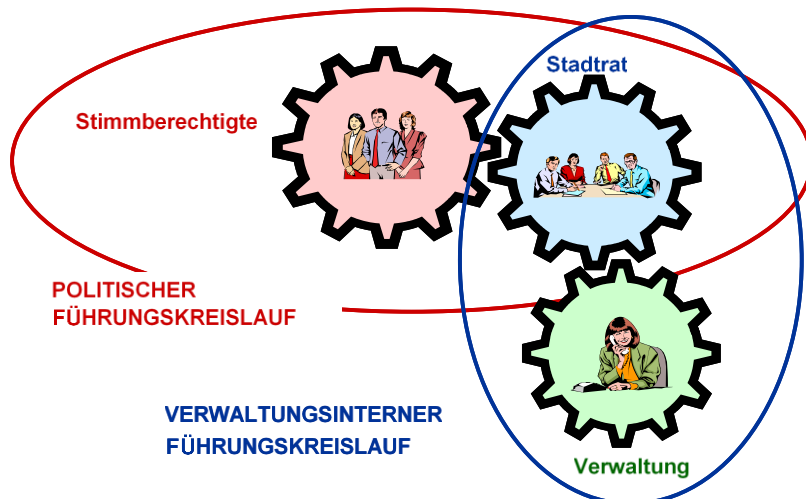 Stadtrat
Stimmberechtigte
POLITISCHER
FÜHRUNGSKREISLAUF
VERWALTUNGSINTERNER
FÜHRUNGSKREISLAUF
Verwaltung